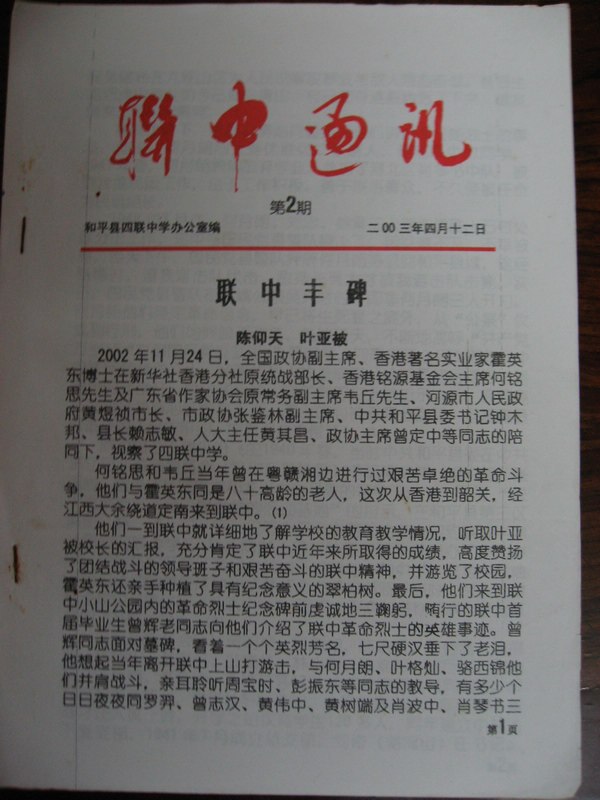 聯中通訊
第2期
和平县四联中学办公室编 二00三年四月十二日
联中丰碑
陈仰天 叶亚被
2002年11月24日，全国政协副主席、香港著名实业家霍英
东博士在新华社香港分社原统战部长、香港铭源基金会主席何铭
思先生及广东省作家协会原常务副主席韦丘先生、河源市人民政
府黄煜祯市长、市政协张鉴林副主席、中共和平县委书记钟木
邦、县长赖志敏、人大主任黄其昌、政协主席曾定中等同志的陪
同下，视察了四联中学。
何铭思和韦丘当年曾在粤赣湘边进行过艰苦卓绝的革命斗
争，他们与霍英东同是八十高龄的老人，这次从香港到韶关，经
江西大余绕道定南来到联中。⑴
他们一到联中就详细地了解学校的教育教学情况，听取叶亚
被校长的汇报，充分肯定了联中近年来所取得的成绩，高度赞扬
了团结战斗的领导班子和艰苦奋斗的联中精神，并游览了校园，
霍英东还亲手种植了具有纪念意义的翠柏树。最后，他们来到联
中小山公园内的革命烈士纪念碑前虔诚地三鞠躬，陪行的联中首
届毕业生曾辉老同志向他们介绍了联中革命烈士的英雄事迹。曾
辉同志面对墓碑，看着一个个英烈芳名，七尺硬汉垂下了老泪，
他想起当年离开联中上山打游击，与何月朗、叶格灿、骆西锦他
们并肩战斗，亲耳聆听周宝时、彭振东等同志的教导，有多少个
日日夜夜同罗羿、曾志汉、黄伟中、黄树端及肖波中、肖琴书三
第1页